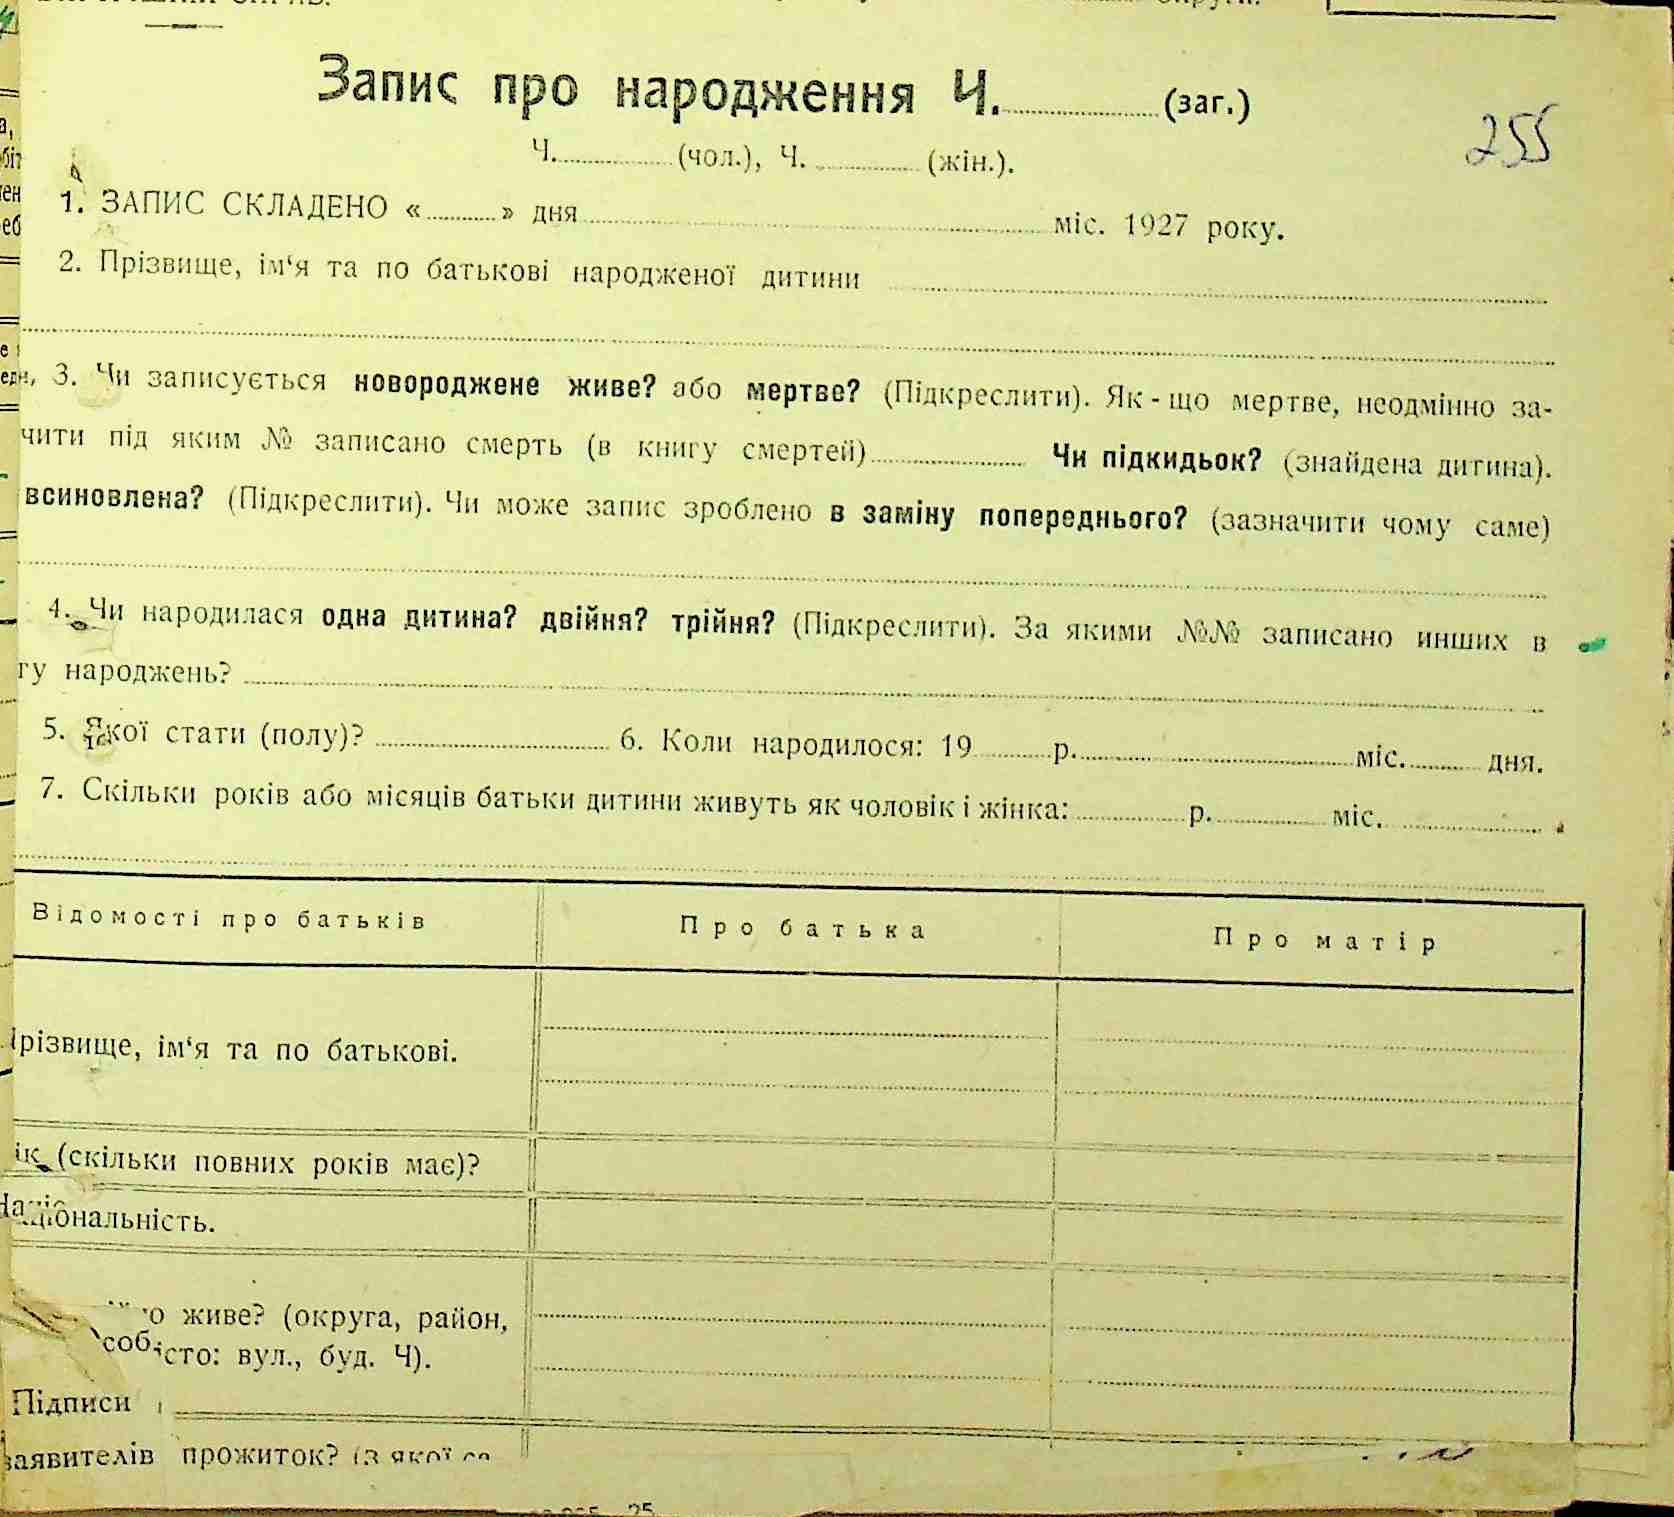 Запис про народження Ч. (заг.)
255
Ч. (чол.), Ч. (жін.).
1. ЗАПИС СКЛАДЕНО « » дня міс. 1927 року.
2. Прізвище, ім‘я та по батькові народженої дитини
3. Чи записується новороджене живе? або мертве? (Підкреслити). Як-що мертве, неодмінно за-
чити під яким № записано смерть (в книгу смертей) Чи підкидьок? (знайдена дитина).
всиновлена? (Підкреслити). Чи може запис зроблено в заміну попереднього? (зазначити чому саме)
4. Чи народилася одна дитина? двійня? трійня? (Підкреслити). За якими №№ записано инших в
гу народжень?
5. Якої стати (полу)? 6. Коли народилося: 19 р. міс. дня.
7. Скільки років або місяців батьки дитини живуть як чоловік і жінка: р. міс.
Відомості про батьків Про батька Про матір
різвище, ім‘я та по батькові.
ік (скільки повних років має)?
Національність.
о живе? (округа, район,
сто: вул., буд. Ч).
Підписи
заявителів прожиток? (з якої
25